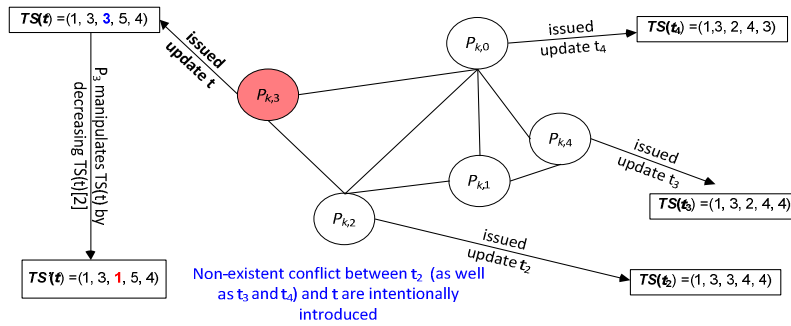 TS(t) =(1, 3, 3, 5, 4)
issued
update t
P3 manipulates TS(t) by
decreasing TS(t)[2]
TS'(t) =(1, 3, 1, 5, 4)
Pk,3
Pk,0
issued
update t4
TS(t4) =(1,3, 2, 4, 3)
Pk,4
issued
update t3
TS(t3) =(1, 3, 2, 4, 4)
Pk,1
Pk,2
issued
update t2
TS(t2) =(1, 3, 3, 4, 4)
Non-existent conflict between t2 (as well
as t3 and t4) and t are intentionally
introduced